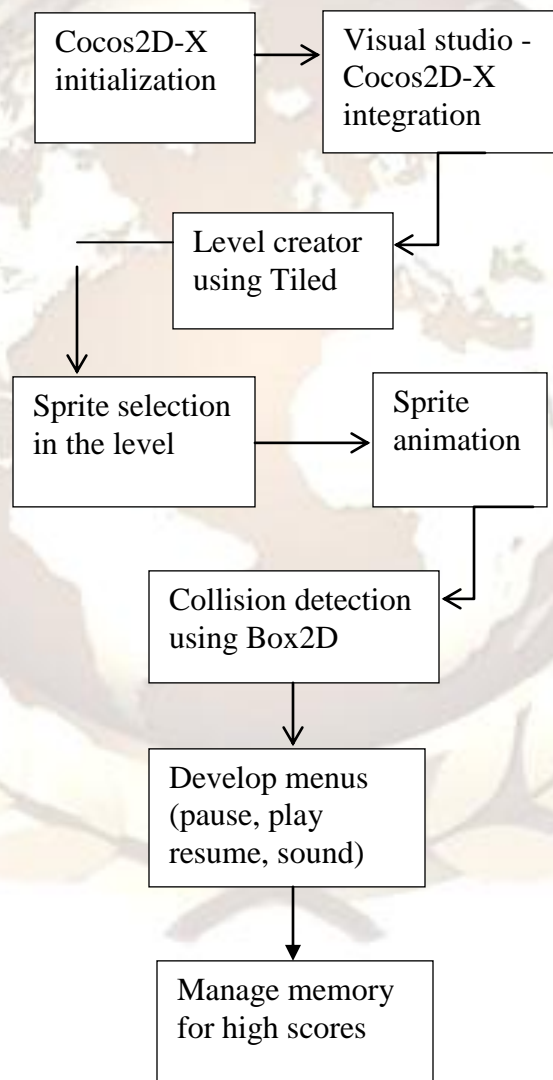 Cocos2D-X
initialization
Visual studio -
Cocos2D-X
integration
Level creator
using Tiled
Sprite selection
in the level
Sprite
animation
Collision detection
using Box2D
Develop menus
(pause, play
resume, sound)
Manage memory
for high scores